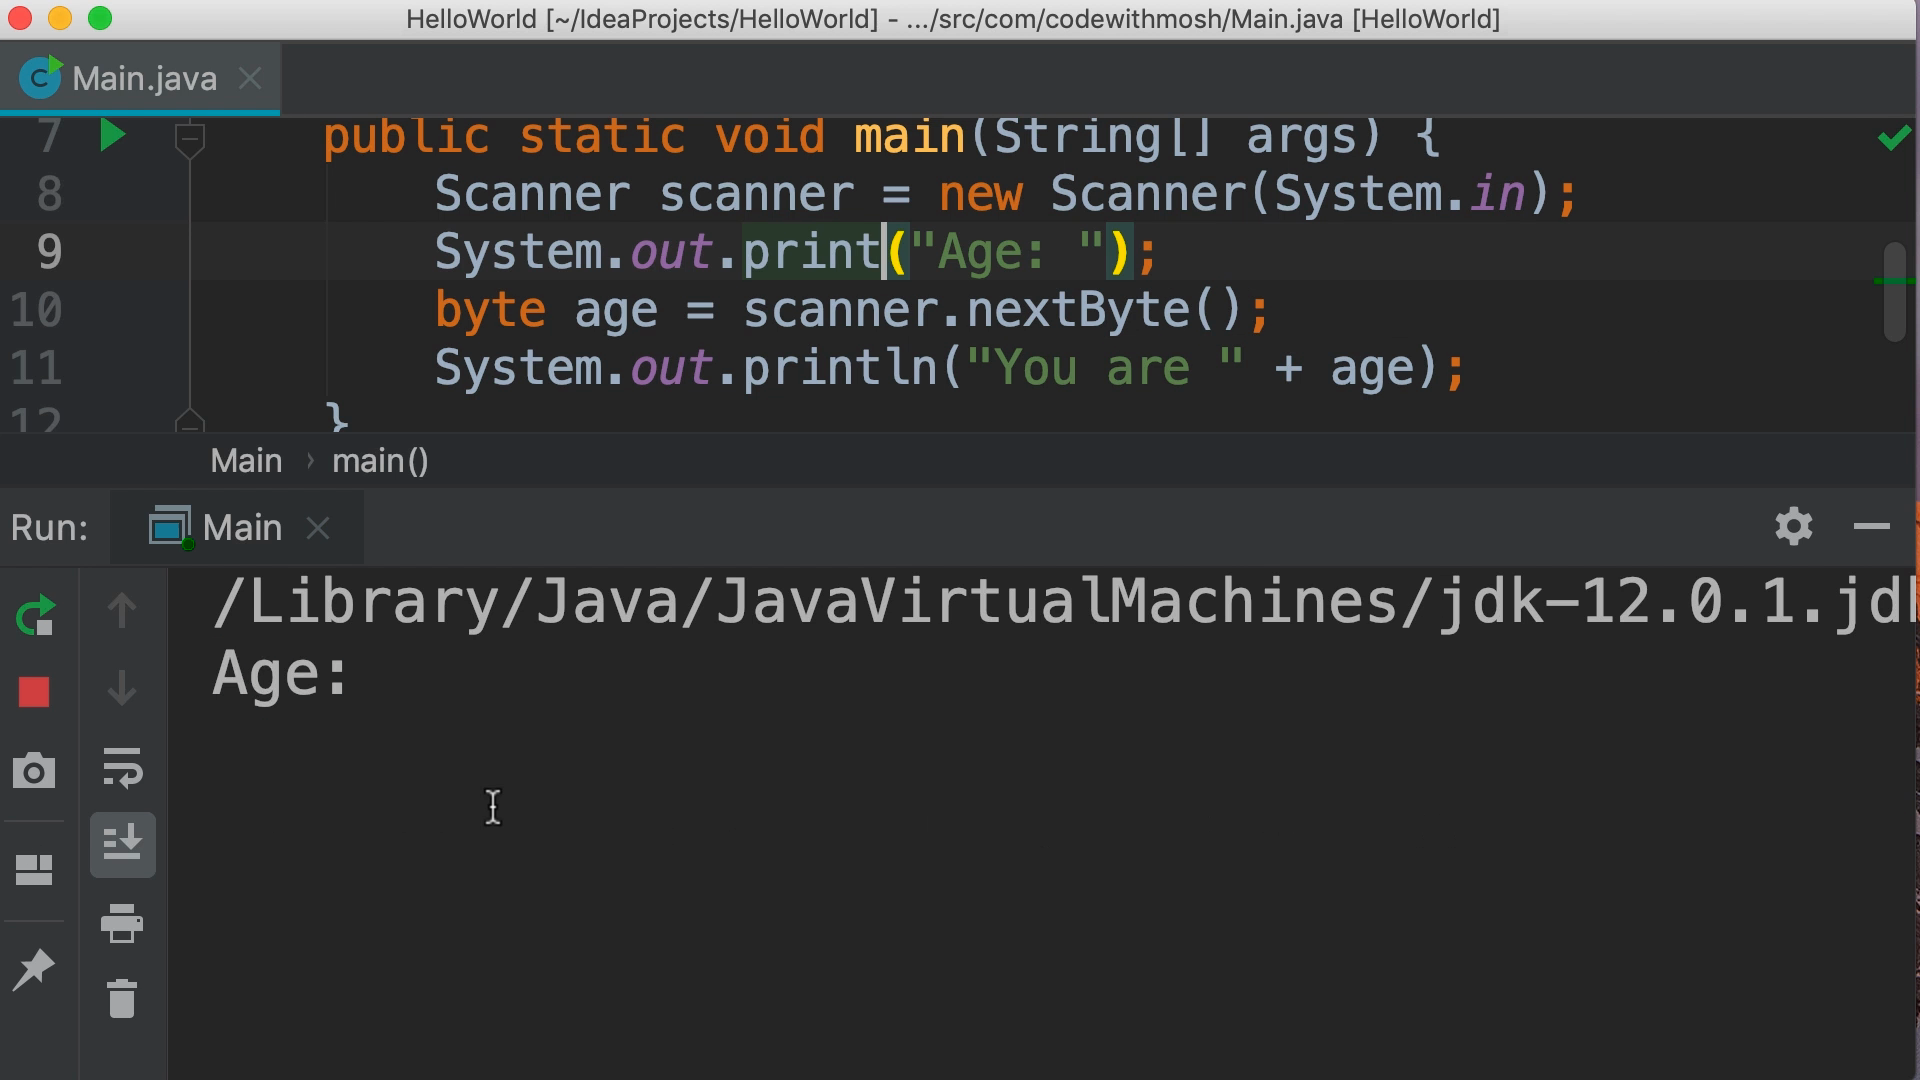 HelloWorld [~/IdeaProjects/HelloWorld] - .../src/com/codewithmosh/Main.java [HelloWorld]
Main.java
7 public static void main(String[] args) {
8 Scanner scanner = new Scanner(System.in);
9 System.out.print("Age: ");
10 byte age = scanner.nextByte();
11 System.out.println("You are " + age);
12 }
Main › main()
Run: Main
/Library/Java/JavaVirtualMachines/jdk-12.0.1.jdk
Age: